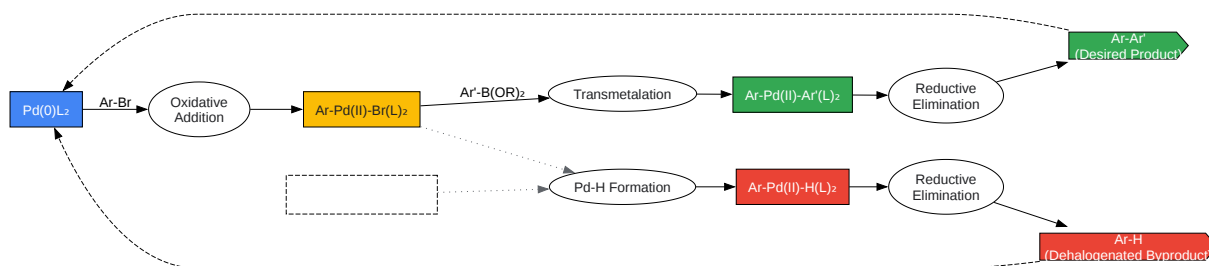 Ar-Ar'
(Desired Product)
Ar'-B(OR)₂
Ar-Br
Pd(0)L₂
Oxidative
Addition
Ar-Pd(II)-Br(L)₂
Transmetalation
Ar-Pd(II)-Ar'(L)₂
Reductive
Elimination
Pd-H Formation
Ar-Pd(II)-H(L)₂
Reductive
Elimination
Ar-H
(Dehalogenated Byproduct)